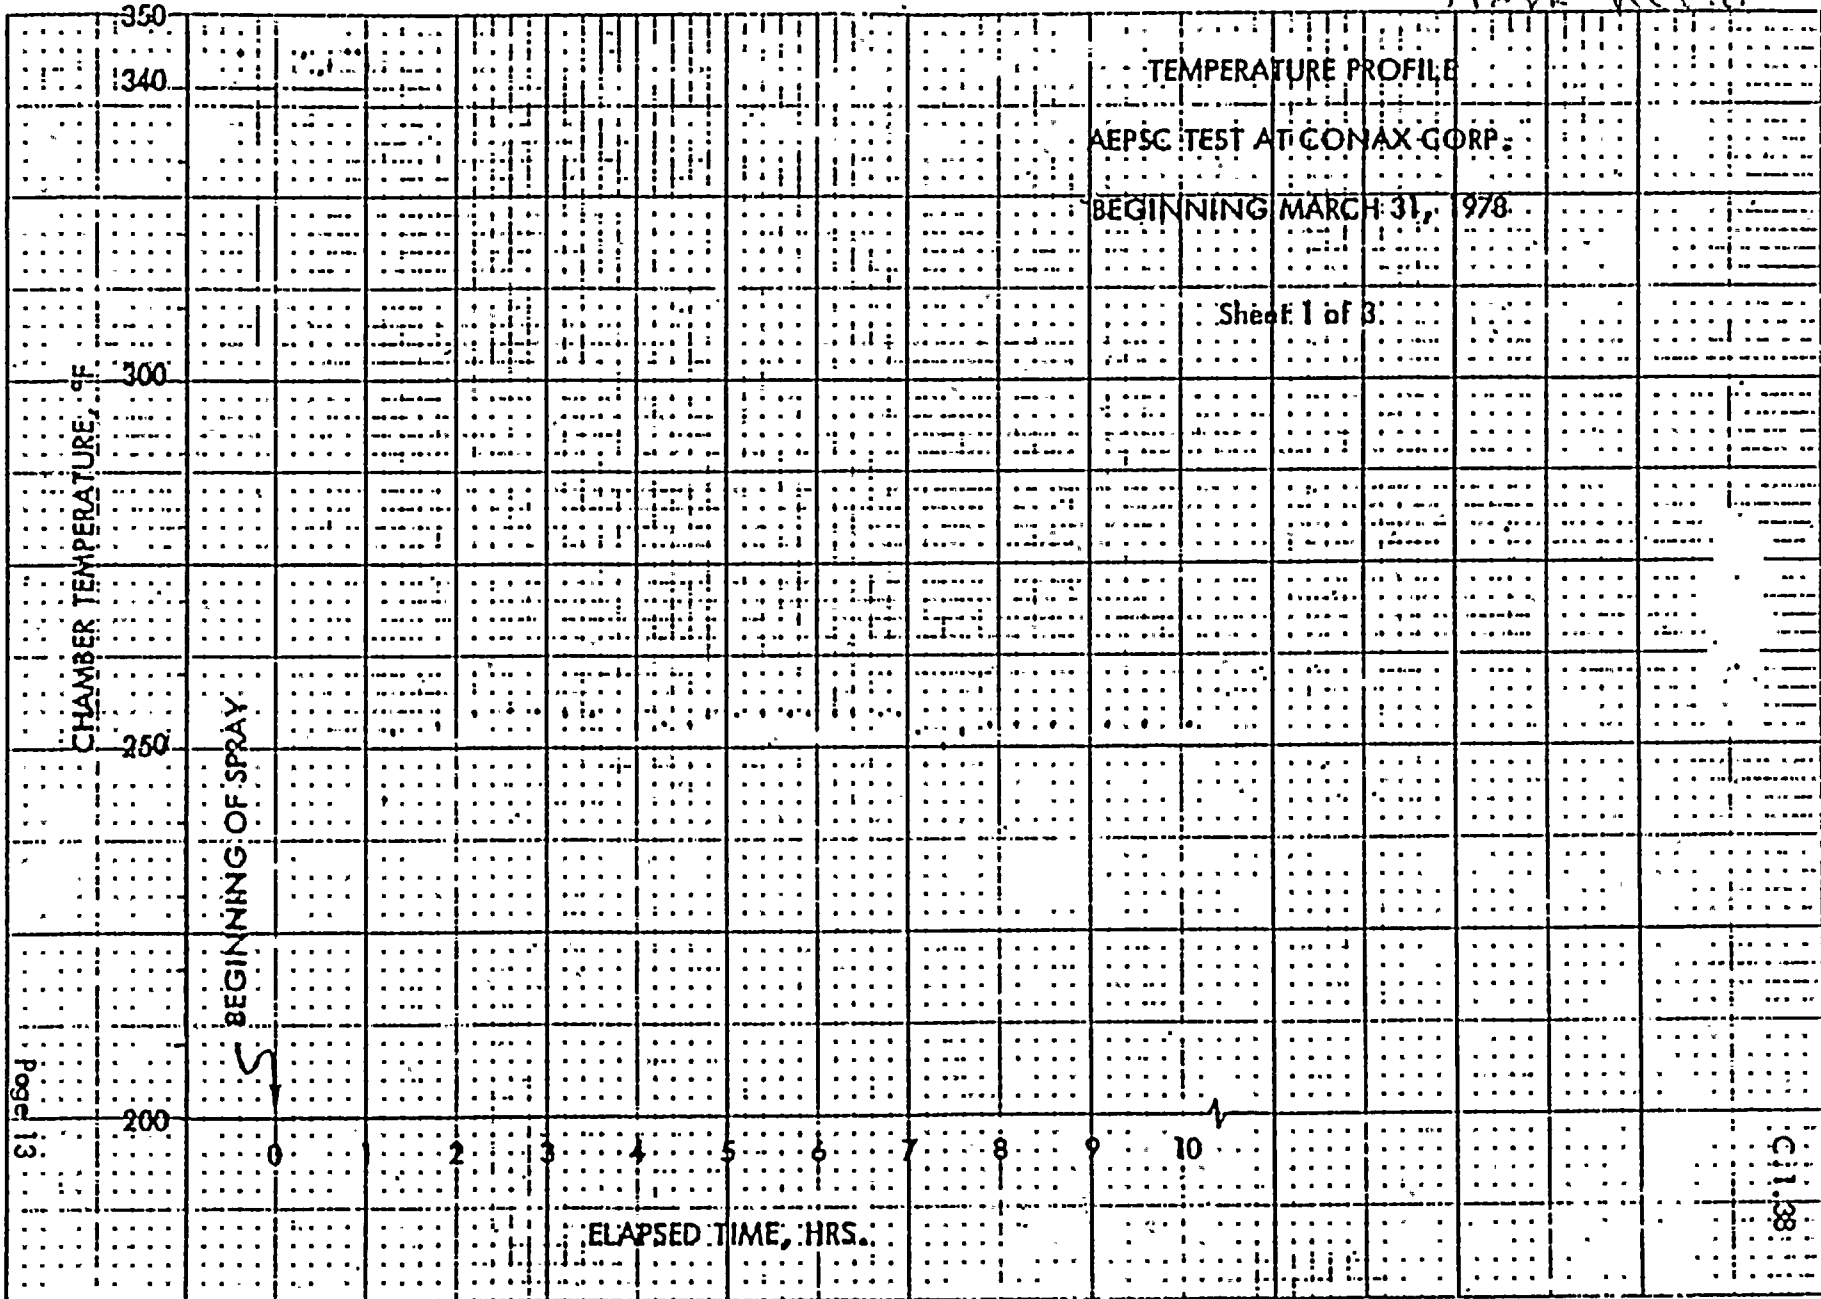 TEMPERATURE PROFILE
AEPSC TEST AT CONAX CORP.
BEGINNING MARCH 31, 1978
Sheet 1 of 3
350
340
300
250
200
CHAMBER TEMPERATURE, °F
BEGINNING OF SPRAY
0 1 2 3 4 5 6 7 8 9 10
ELAPSED TIME, HRS.
Page 13
C.1.38